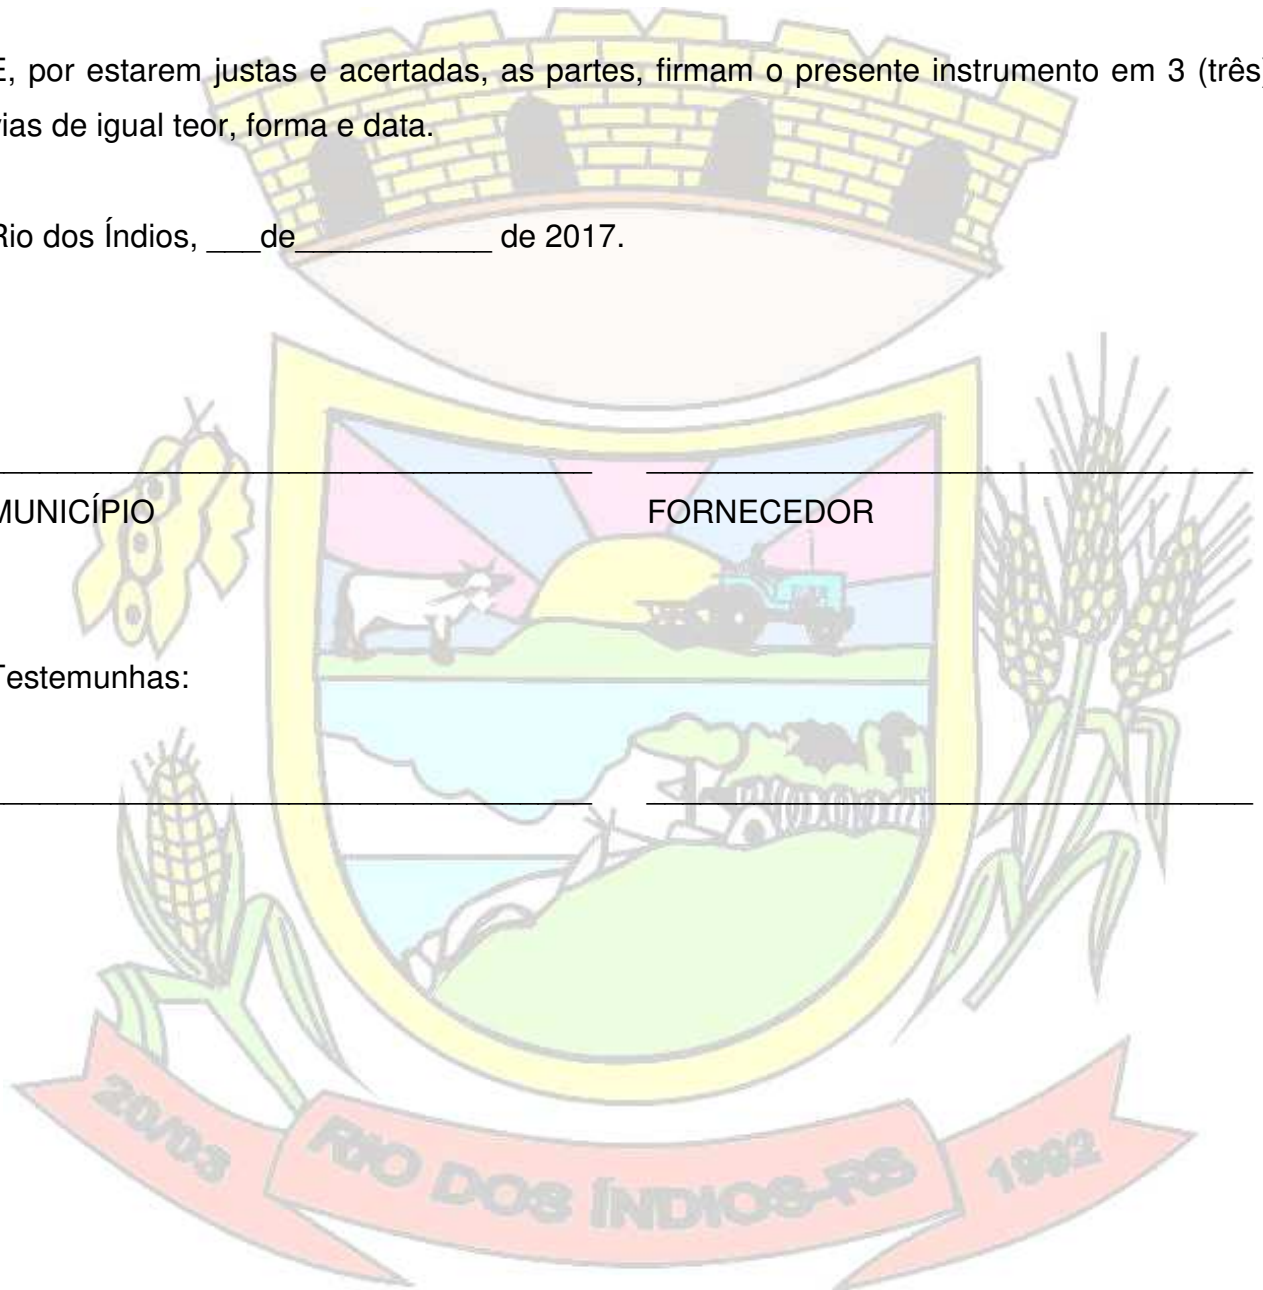 E, por estarem justas e acertadas, as partes, firmam o presente instrumento em 3 (três)
vias de igual teor, forma e data.
Rio dos Índios, ___de___________ de 2017.
MUNICÍPIO FORNECEDOR
Testemunhas:
20/03 RIO DOS ÍNDIOS-RS 1992